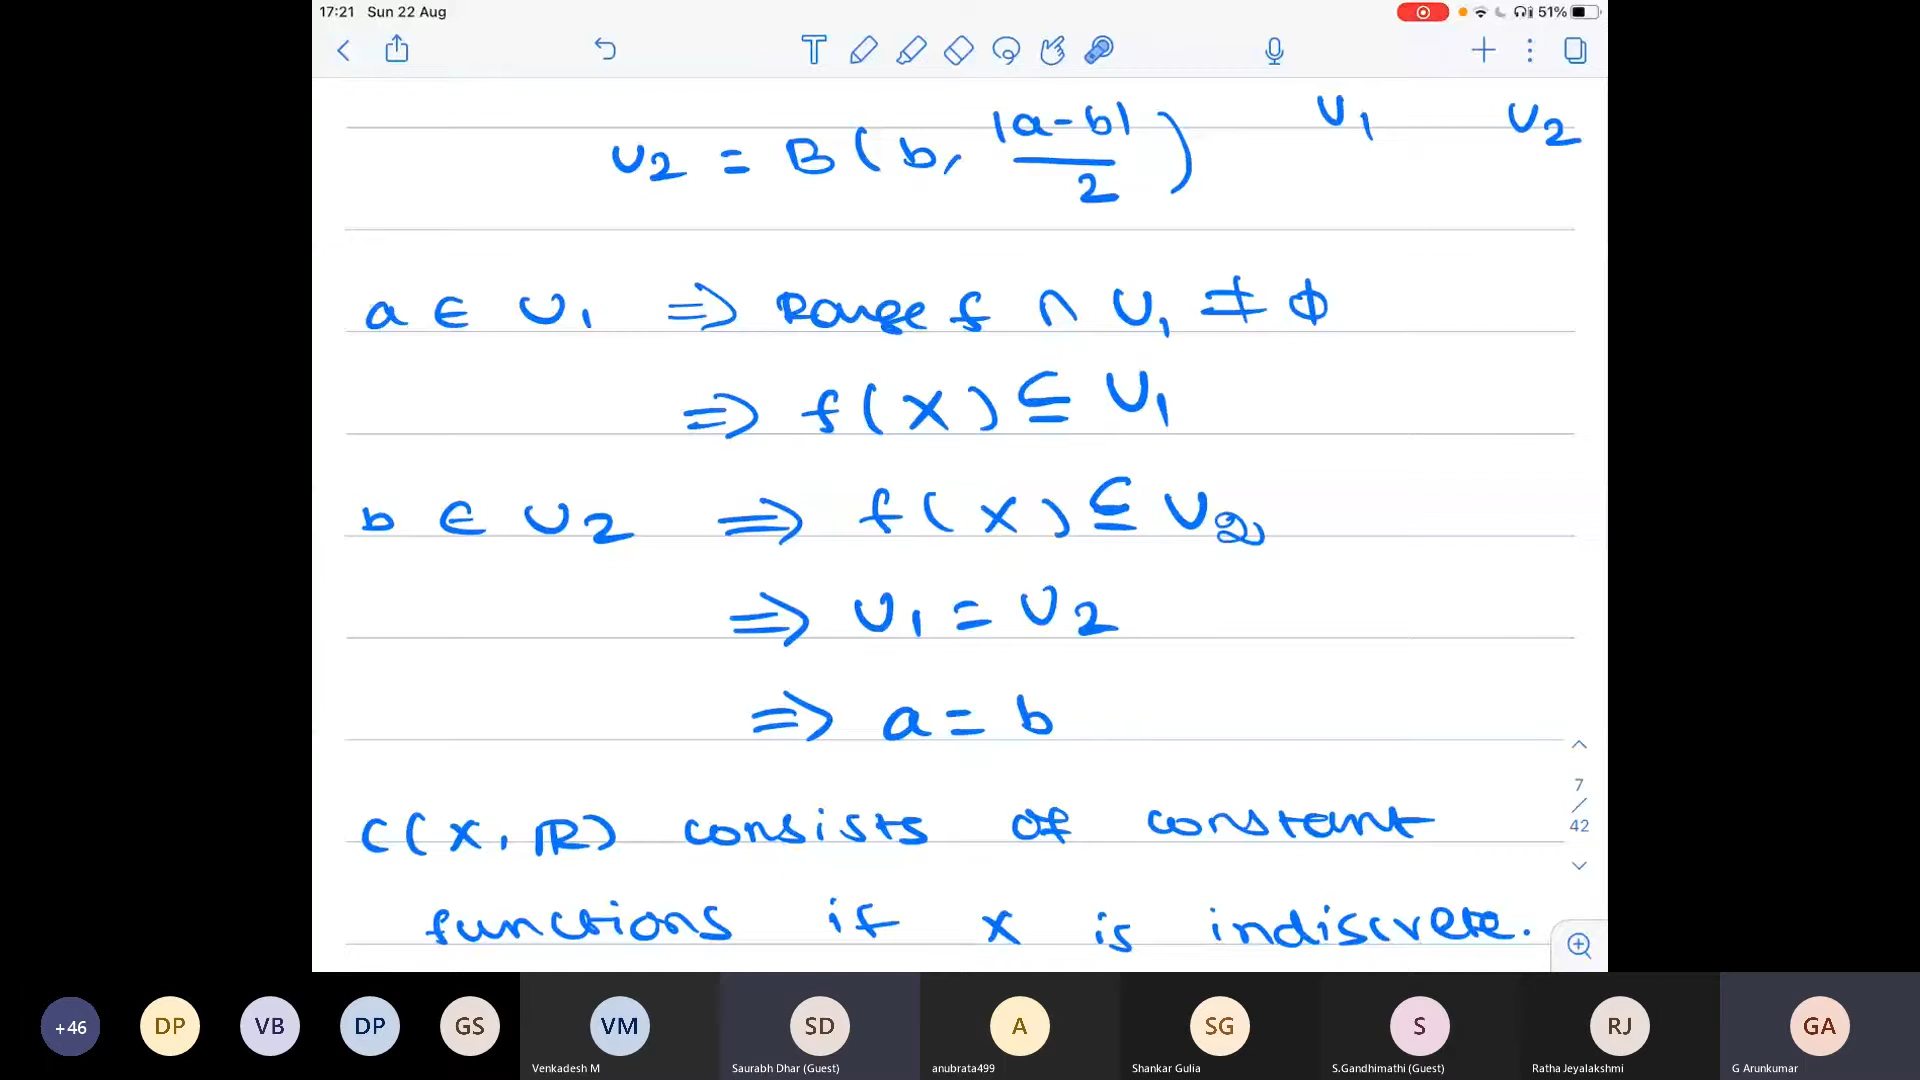 17:21 Sun 22 Aug
51%
U1 U2
U2 = B(b, |a-b|/2)
a ∈ U1 ⇒ Range f ∩ U1 ≠ ϕ
⇒ f(X) ⊆ U1
b ∈ U2 ⇒ f(X) ⊆ U2
⇒ U1 = U2
⇒ a = b
C(X, ℝ) consists of constant
functions if X is indiscrete.
7
/
42
+46 DP VB DP GS VM SD A SG S RJ GA
Venkadesh M Saurabh Dhar (Guest) anubrata499 Shankar Gulia S.Gandhimathi (Guest) Ratha Jeyalakshmi G Arunkumar